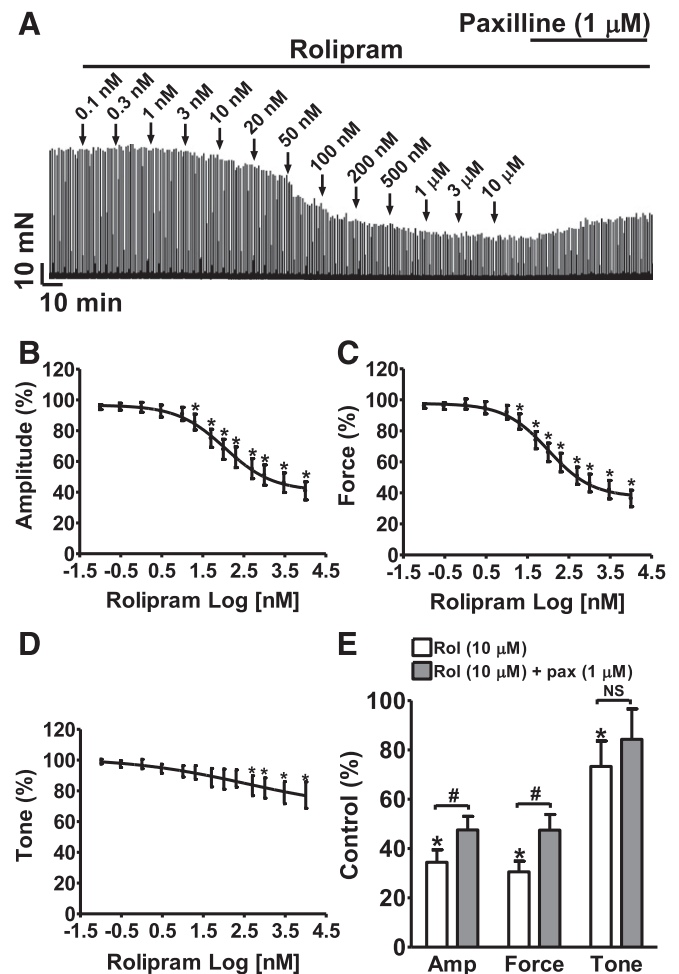 A
Paxilline (1 µM)
Rolipram
0.1 nM
0.3 nM
1 nM
3 nM
10 nM
20 nM
50 nM
100 nM
200 nM
500 nM
1 µM
3 µM
10 µM
10 mN
10 min
B
Amplitude (%)
120
100
80
60
40
20
0
* * * * * * * *
-1.5 -0.5 0.5 1.5 2.5 3.5 4.5
Rolipram Log [nM]
C
Force (%)
120
100
80
60
40
20
0
* * * * * * * *
-1.5 -0.5 0.5 1.5 2.5 3.5 4.5
Rolipram Log [nM]
D
Tone (%)
120
100
80
60
40
20
0
* * * *
-1.5 -0.5 0.5 1.5 2.5 3.5 4.5
Rolipram Log [nM]
E
Rol (10 µM)
Rol (10 µM) + pax (1 µM)
Control (%)
100
80
60
40
20
0
# # NS
* * *
Amp Force Tone